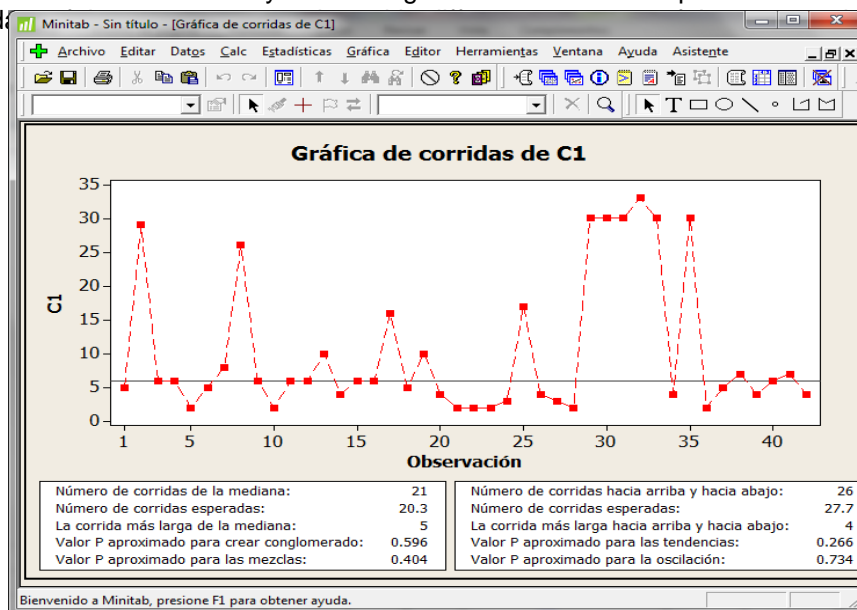 Minitab - Sin título - [Gráfica de corridas de C1]
Archivo Editar Datos Calc Estadísticas Gráfica Editor Herramientas Ventana Ayuda Asistente
Gráfica de corridas de C1
35
30
25
20
15
10
5
0
C1
1 5 10 15 20 25 30 35 40
Observación
Número de corridas de la mediana: 21
Número de corridas esperadas: 20.3
La corrida más larga de la mediana: 5
Valor P aproximado para crear conglomerado: 0.596
Valor P aproximado para las mezclas: 0.404
Número de corridas hacia arriba y hacia abajo: 26
Número de corridas esperadas: 27.7
La corrida más larga hacia arriba y hacia abajo: 4
Valor P aproximado para las tendencias: 0.266
Valor P aproximado para la oscilación: 0.734
Bienvenido a Minitab, presione F1 para obtener ayuda.